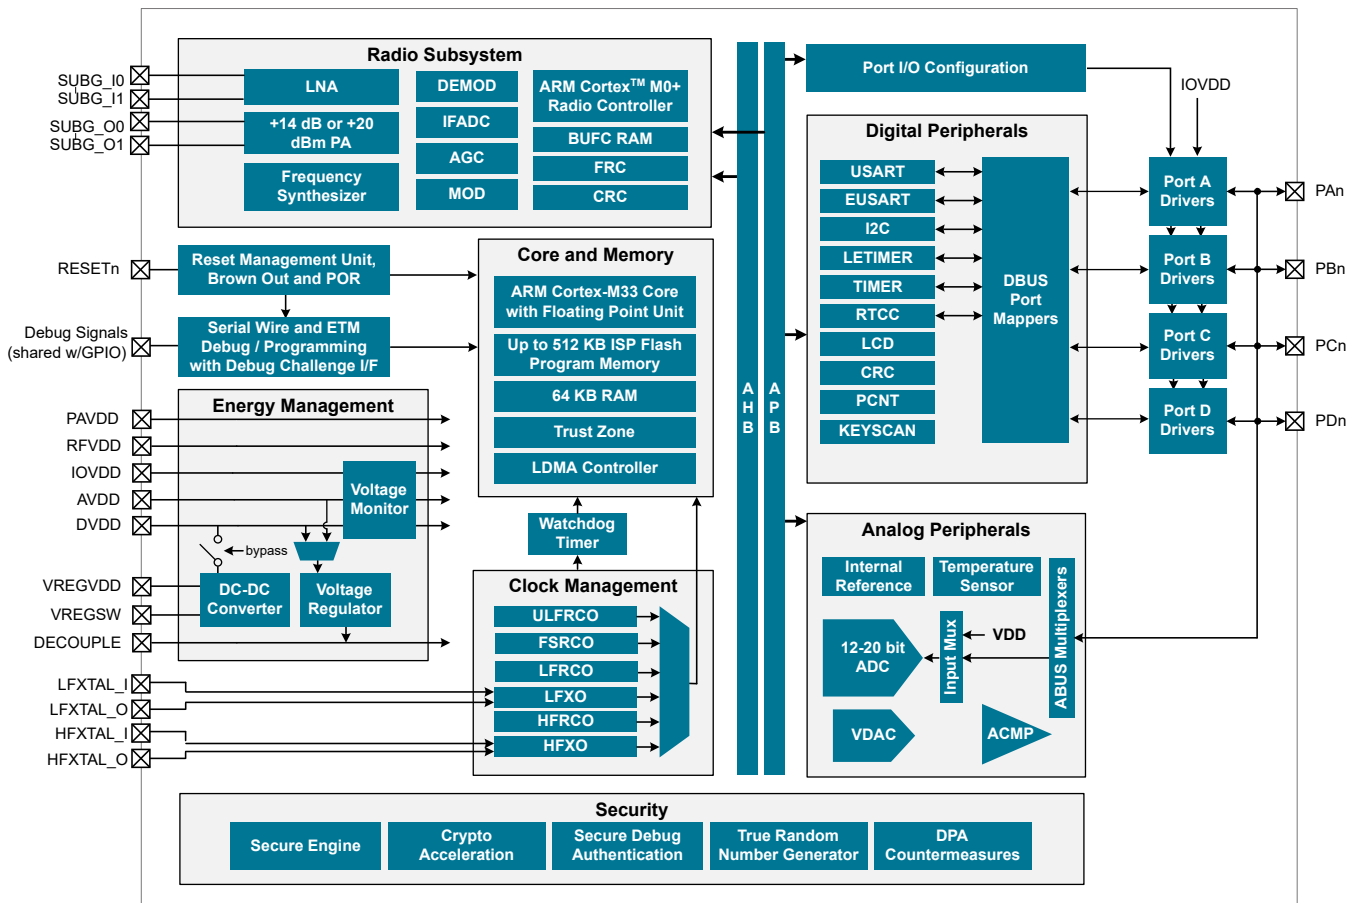 Radio Subsystem
SUBG_I0
SUBG_I1
SUBG_O0
SUBG_O1
LNA
+14 dB or +20
dBm PA
Frequency
Synthesizer
DEMOD
IFADC
AGC
MOD
ARM Cortex™ M0+
Radio Controller
BUFC RAM
FRC
CRC
RESETn
Reset Management Unit,
Brown Out and POR
Debug Signals
(shared w/GPIO)
Serial Wire and ETM
Debug / Programming
with Debug Challenge I/F
Core and Memory
ARM Cortex-M33 Core
with Floating Point Unit
Up to 512 KB ISP Flash
Program Memory
64 KB RAM
Trust Zone
LDMA Controller
Energy Management
PAVDD
RFVDD
IOVDD
AVDD
DVDD
VREGVDD
VREGSW
DECOUPLE
Voltage
Monitor
bypass
DC-DC
Converter
Voltage
Regulator
Watchdog
Timer
Clock Management
ULFRCO
FSRCO
LFRCO
LFXO
HFRCO
HFXO
LFXTAL_I
LFXTAL_O
HFXTAL_I
HFXTAL_O
A
H
B
A
P
B
Port I/O Configuration
IOVDD
Digital Peripherals
USART
EUSART
I2C
LETIMER
TIMER
RTCC
LCD
CRC
PCNT
KEYSCAN
DBUS
Port
Mappers
Port A
Drivers
Port B
Drivers
Port C
Drivers
Port D
Drivers
PAn
PBn
PCn
PDn
Analog Peripherals
Internal
Reference
Temperature
Sensor
12-20 bit
ADC
Input Mux
VDD
ABUS Multiplexers
VDAC
ACMP
Security
Secure Engine
Crypto
Acceleration
Secure Debug
Authentication
True Random
Number Generator
DPA
Countermeasures